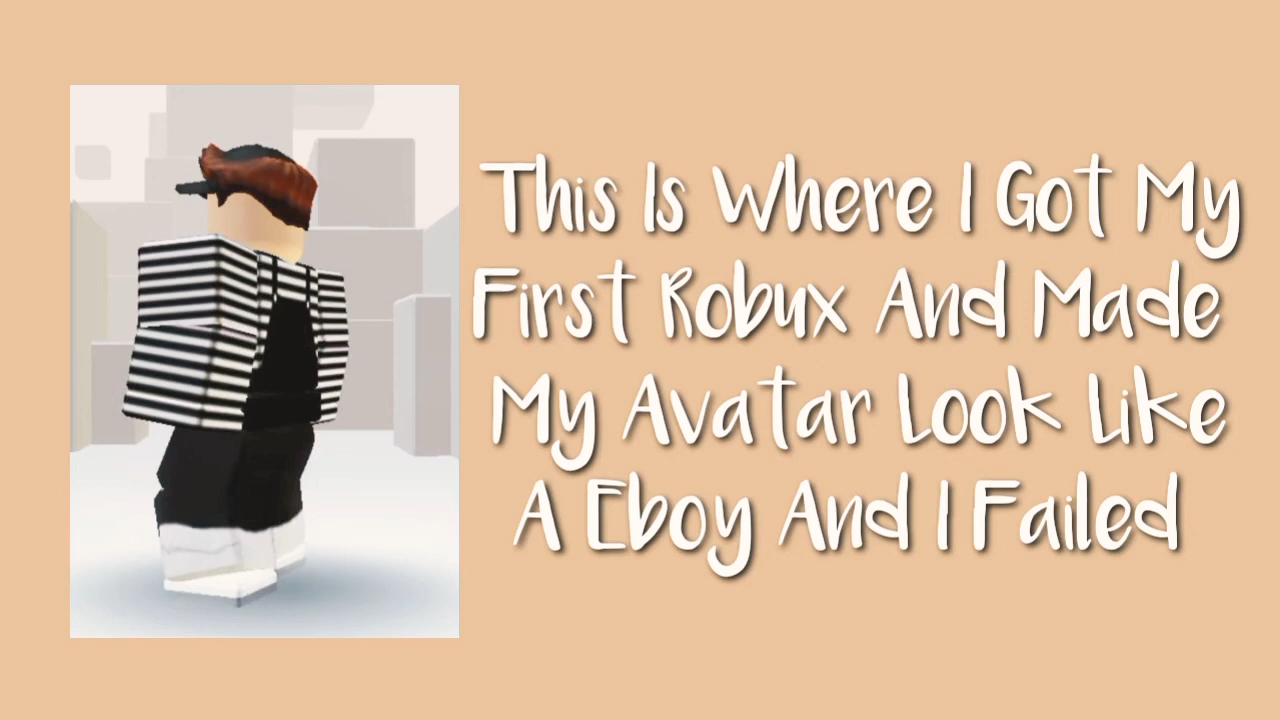 This Is Where I Got My
First Robux And Made
My Avatar Look Like
A Eboy And I Failed